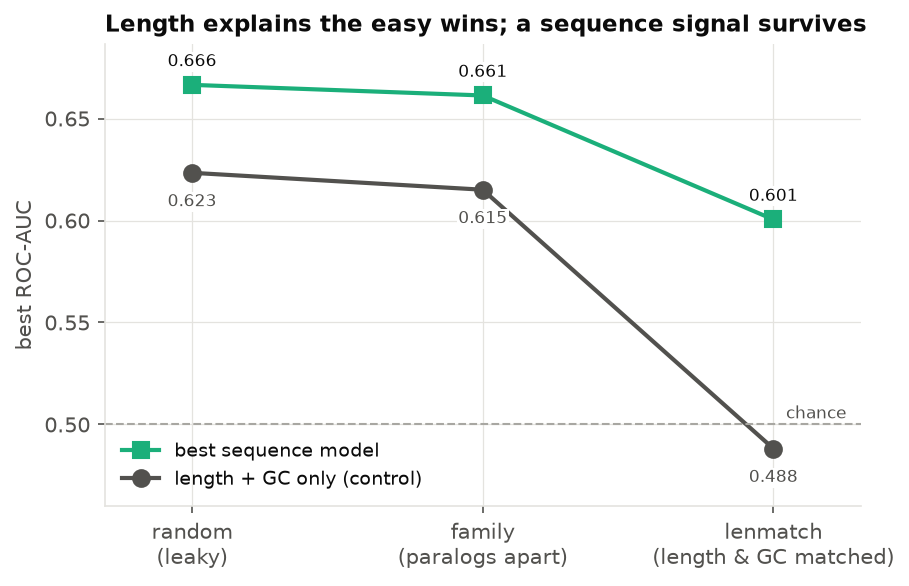 Length explains the easy wins; a sequence signal survives
0.666
0.661
0.65
0.623
0.615
0.601
0.60
best ROC-AUC
0.55
chance
0.50
best sequence model
length + GC only (control)
0.488
random
(leaky)
family
(paralogs apart)
lenmatch
(length & GC matched)